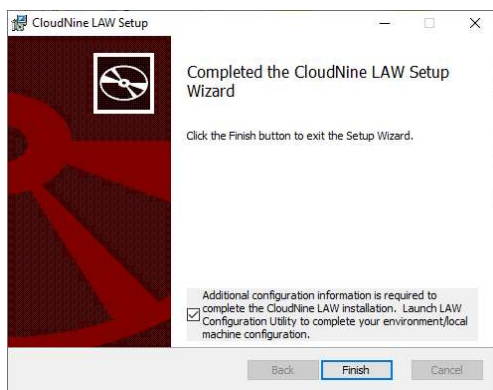 CloudNine LAW Setup
Completed the CloudNine LAW Setup
Wizard
Click the Finish button to exit the Setup Wizard.
Additional configuration information is required to
complete the CloudNine LAW installation. Launch LAW
Configuration Utility to complete your environment/local
machine configuration.
Back Finish Cancel